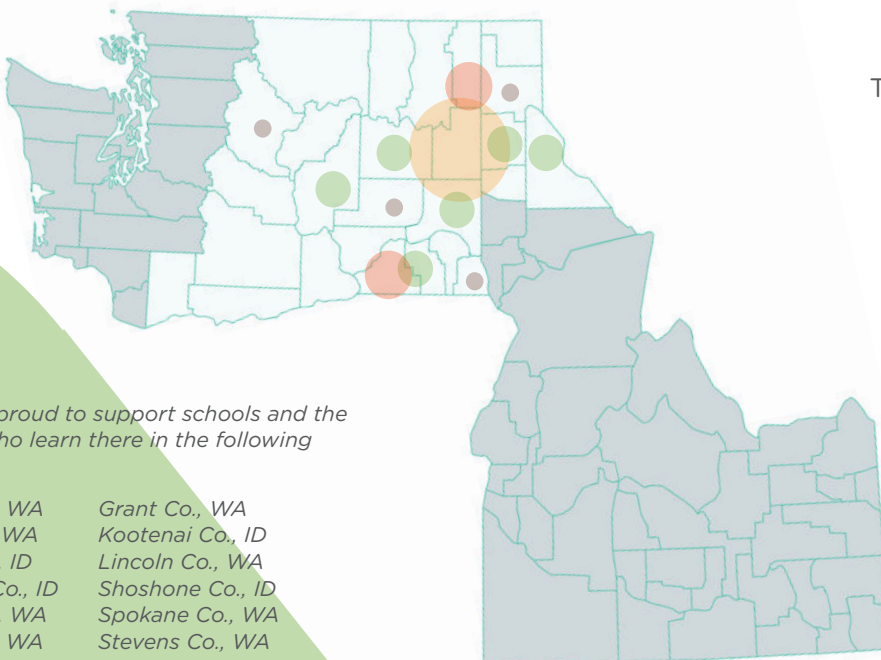 T
proud to support schools and the
ho learn there in the following
WA Grant Co., WA
WA Kootenai Co., ID
ID Lincoln Co., WA
Co., ID Shoshone Co., ID
WA Spokane Co., WA
WA Stevens Co., WA